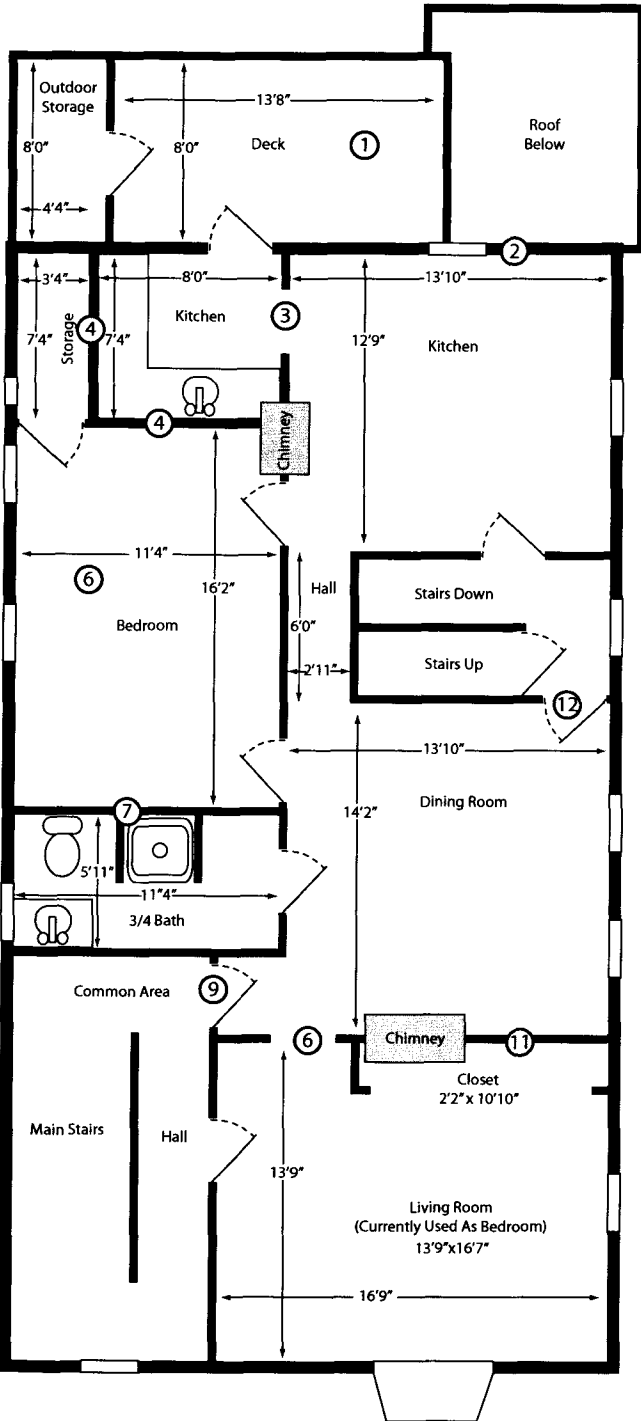 Outdoor
Storage
13'8"
8'0"
8'0"
Deck
1
Roof
Below
4'4"
2
3'4"
8'0"
13'10"
Kitchen
3
7'4"
Storage
4
7'4"
12'9"
Kitchen
4
Chimney
11'4"
6
16'2"
Hall
Stairs Down
Bedroom
6'0"
Stairs Up
2'11"
12
13'10"
Dining Room
7
14'2"
5'11"
11"4"
3/4 Bath
Common Area
9
6
Chimney
11
Closet
2'2" x 10'10"
Main Stairs
Hall
13'9"
Living Room
(Currently Used As Bedroom)
13'9"x16'7"
16'9"